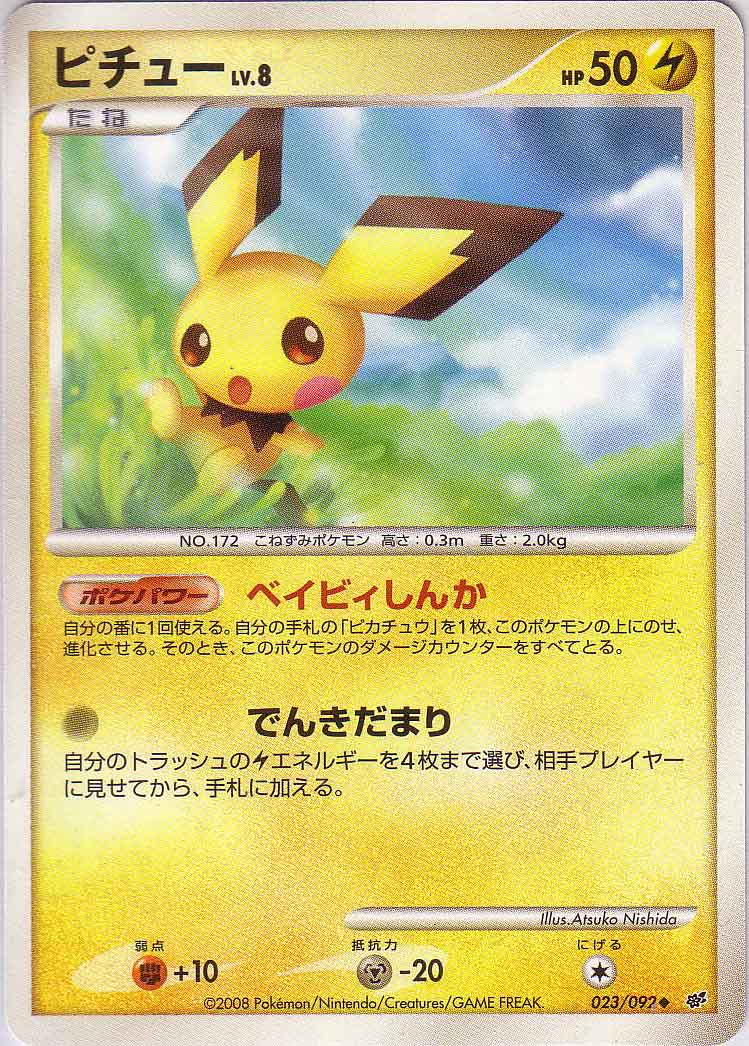 ピチュー LV.8 HP 50
たね
NO.172 こねずみポケモン 高さ：0.3m 重さ：2.0kg
ポケパワー ベイビィしんか
自分の番に1回使える。自分の手札の「ピカチュウ」を1枚、このポケモンの上にのせ、
進化させる。そのとき、このポケモンのダメージカウンターをすべてとる。
でんきだまり
自分のトラッシュのエネルギーを4枚まで選び、相手プレイヤー
に見せてから、手札に加える。
Illus.Atsuko Nishida
弱点 抵抗力 にげる
+10 -20
©2008 Pokémon/Nintendo/Creatures/GAME FREAK. 023/092◆